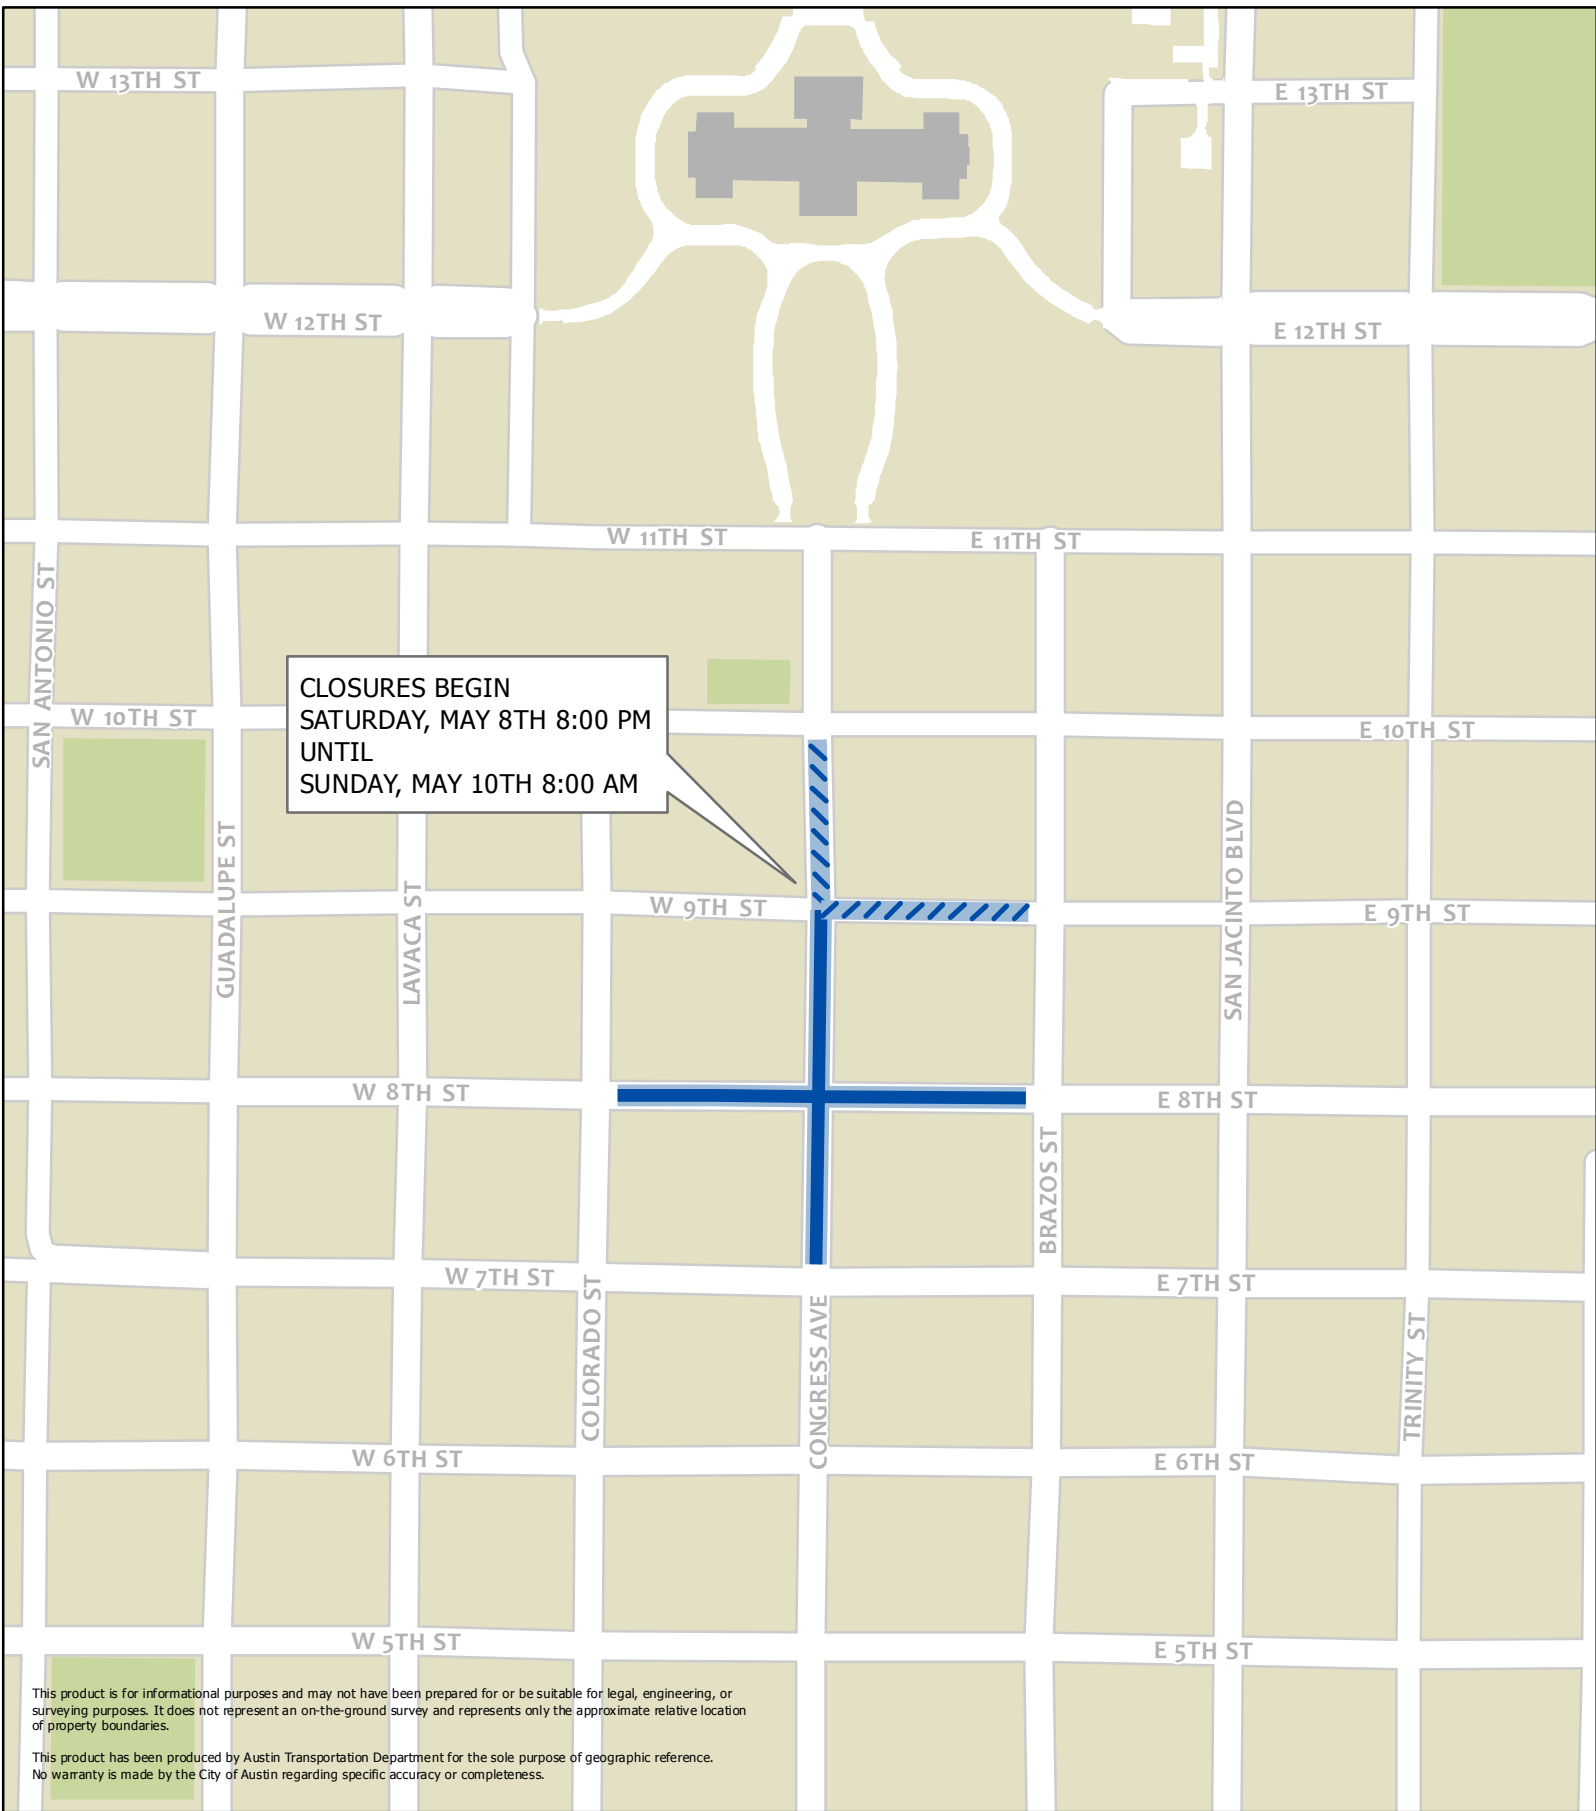 W 13TH ST
E 13TH ST
W 12TH ST
E 12TH ST
W 11TH ST
E 11TH ST
SAN ANTONIO ST
CLOSURES BEGIN
SATURDAY, MAY 8TH 8:00 PM
UNTIL
SUNDAY, MAY 10TH 8:00 AM
W 10TH ST
E 10TH ST
GUADALUPE ST
LAVACA ST
W 9TH ST
SAN JACINTO BLVD
E 9TH ST
W 8TH ST
E 8TH ST
BRAZOS ST
W 7TH ST
E 7TH ST
COLORADO ST
CONGRESS AVE
TRINITY ST
W 6TH ST
E 6TH ST
W 5TH ST
E 5TH ST
This product is for informational purposes and may not have been prepared for or be suitable for legal, engineering, or
surveying purposes. It does not represent an on-the-ground survey and represents only the approximate relative location
of property boundaries.
This product has been produced by Austin Transportation Department for the sole purpose of geographic reference.
No warranty is made by the City of Austin regarding specific accuracy or completeness.